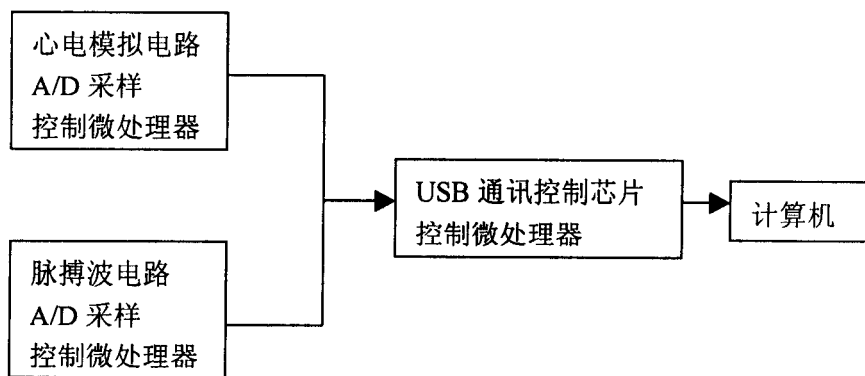 心电模拟电路
A/D 采样
控制微处理器
脉搏波电路
A/D 采样
控制微处理器
USB 通讯控制芯片
控制微处理器
计算机